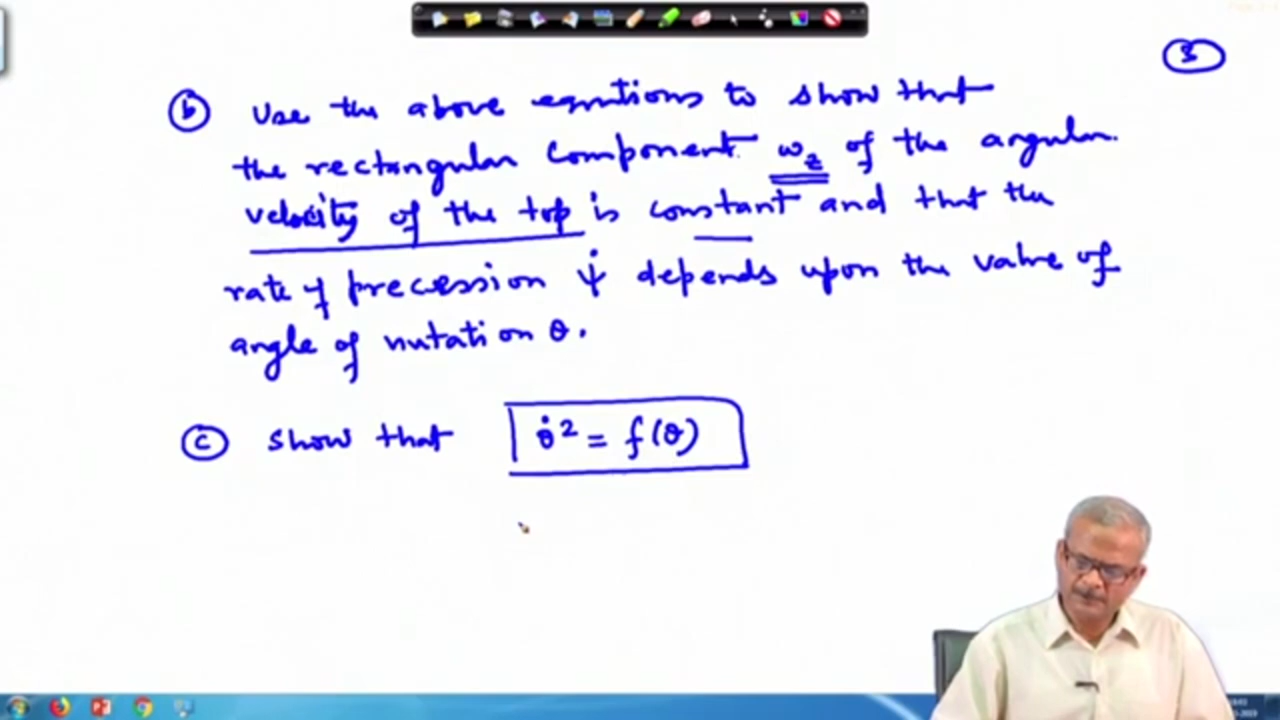 3
b Use the above equations to show that
the rectangular component ω_z of the angular
velocity of the top is constant and that the
rate of precession ψ̇ depends upon the value of
angle of nutation θ.
c Show that θ̇² = f(θ)